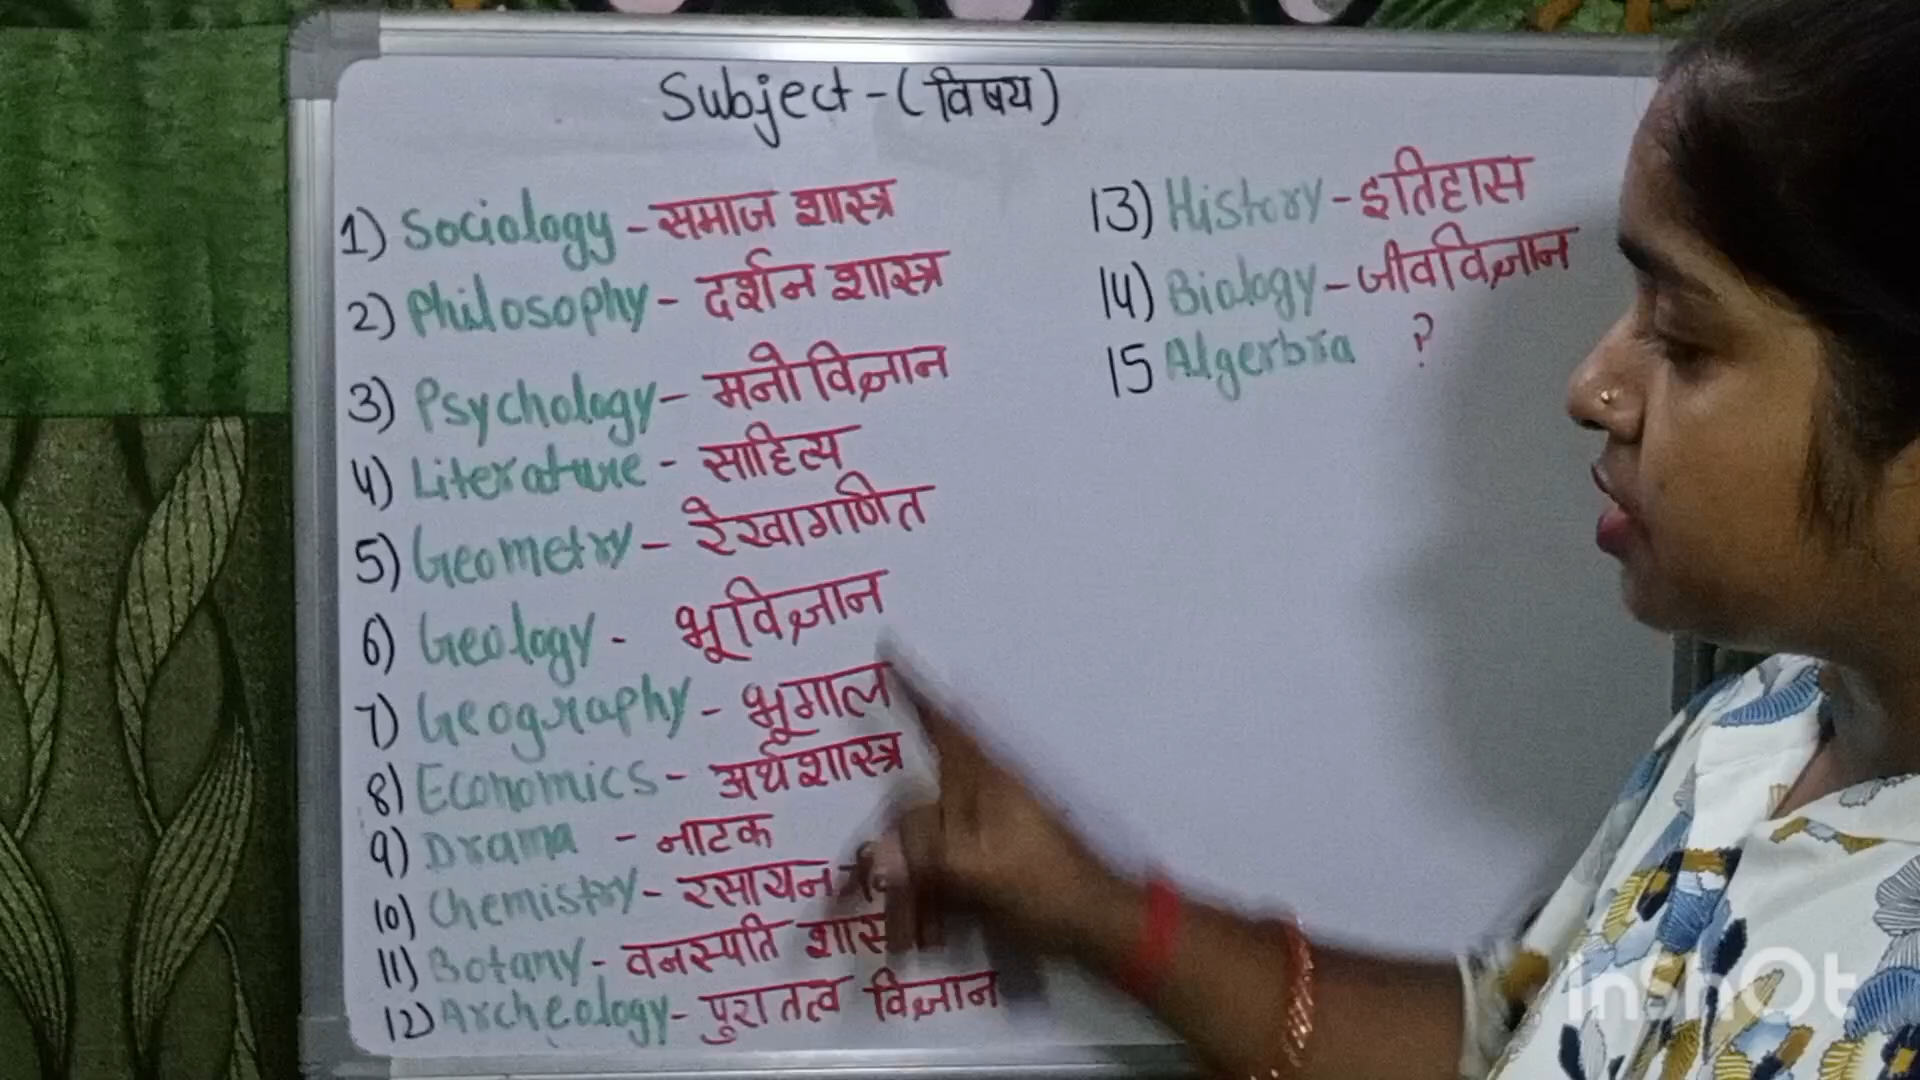 Subject - (विषय)
1) Sociology - समाज शास्त्र
2) Philosophy - दर्शन शास्त्र
3) Psychology - मनोविज्ञान
4) Literature - साहित्य
5) Geometry - रेखागणित
6) Geology - भूविज्ञान
7) Geography - भूगाल
8) Economics - अर्थशास्त्र
9) Drama - नाटक
10) Chemistry - रसायन
11) Botany - वनस्पति
12) Archeology - पुरातत्व विज्ञान
13) History - इतिहास
14) Biology - जीवविज्ञान
15 Algerbra ?
InShOt